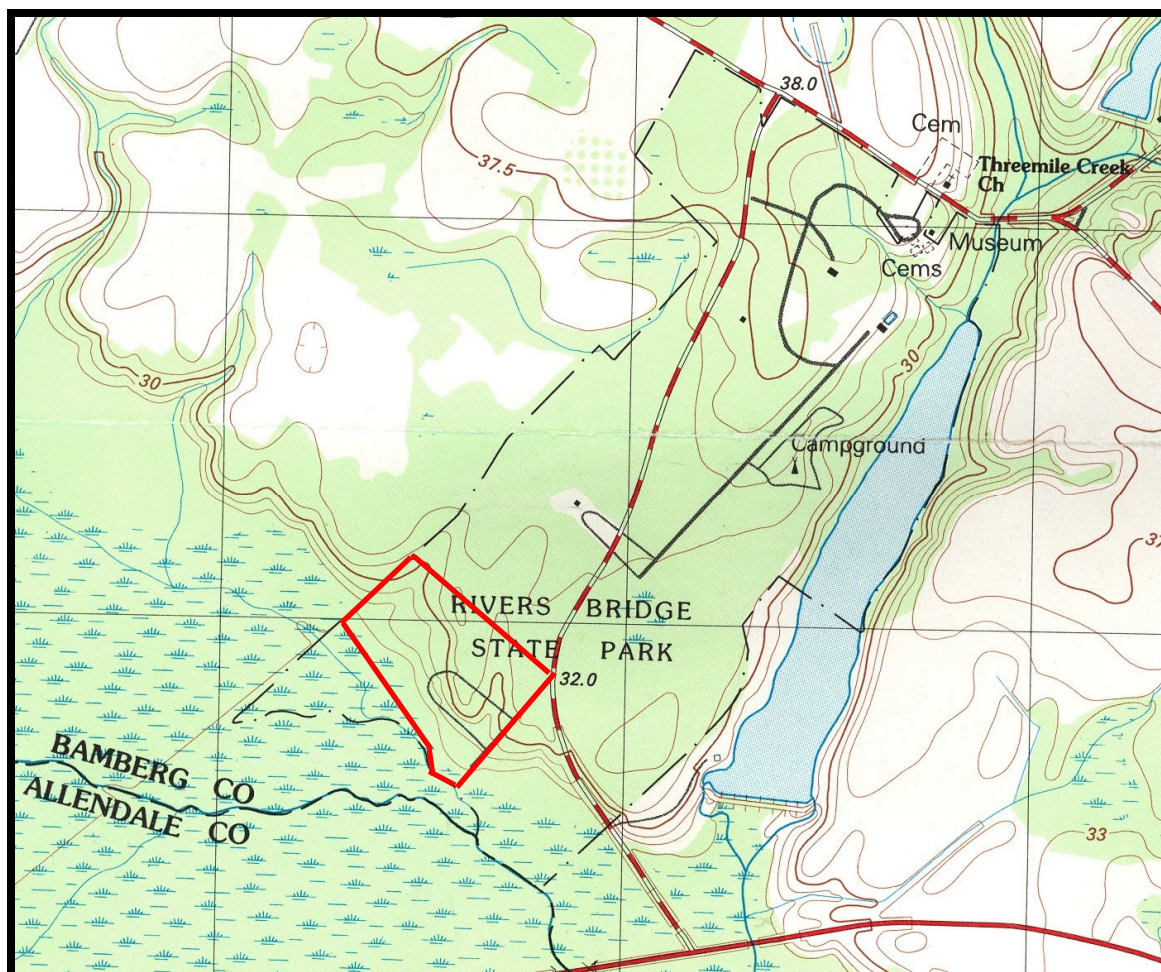 38.0
Cem
Threemile Creek
Ch
37.5
Museum
Cems
30
30
Campground
RIVERS BRIDGE
STATE PARK
32.0
BAMBERG CO
ALLENDALE CO
33